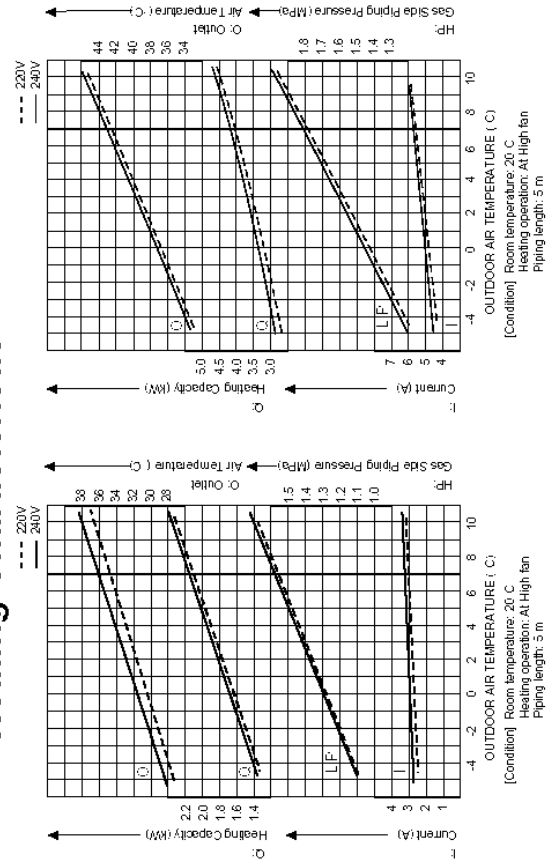 ---- 220V
—— 240V
Q:
Heating Capacity (kW)
2.2
2.0
1.8
1.6
1.4
I:
Current (A)
4
3
2
1
O: Outlet
Air Temperature ( C)
38
36
34
32
30
28
HP:
Gas Side Piping Pressure (MPa)
1.5
1.4
1.3
1.2
1.1
1.0
O
Q
LP
I
-4 -2 0 2 4 6 8 10
OUTDOOR AIR TEMPERATURE ( C)
[Condition] Room temperature: 20 C
Heating operation: At High fan
Piping length: 5 m
---- 220V
—— 240V
Q:
Heating Capacity (kW)
5.0
4.5
4.0
3.5
3.0
I:
Current (A)
7
6
5
4
O: Outlet
Air Temperature ( C)
44
42
40
38
36
34
HP:
Gas Side Piping Pressure (MPa)
1.8
1.7
1.6
1.5
1.4
1.3
O
Q
LP
I
-4 -2 0 2 4 6 8 10
OUTDOOR AIR TEMPERATURE ( C)
[Condition] Room temperature: 20 C
Heating operation: At High fan
Piping length: 5 m